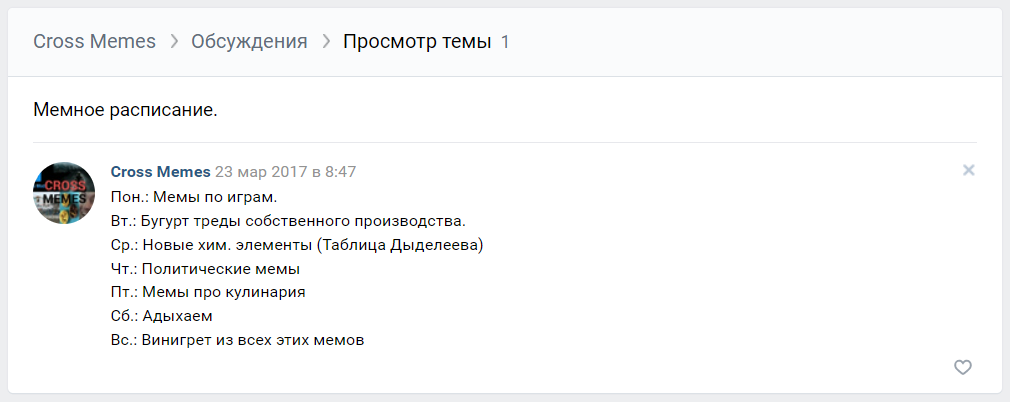 Cross Memes > Обсуждения > Просмотр темы 1
Мемное расписание.
CROSS
MEMES
Cross Memes 23 мар 2017 в 8:47
Пон.: Мемы по играм.
Вт.: Бугурт треды собственного производства.
Ср.: Новые хим. элементы (Таблица Дыделеева)
Чт.: Политические мемы
Пт.: Мемы про кулинария
Сб.: Адыхаем
Вс.: Винигрет из всех этих мемов